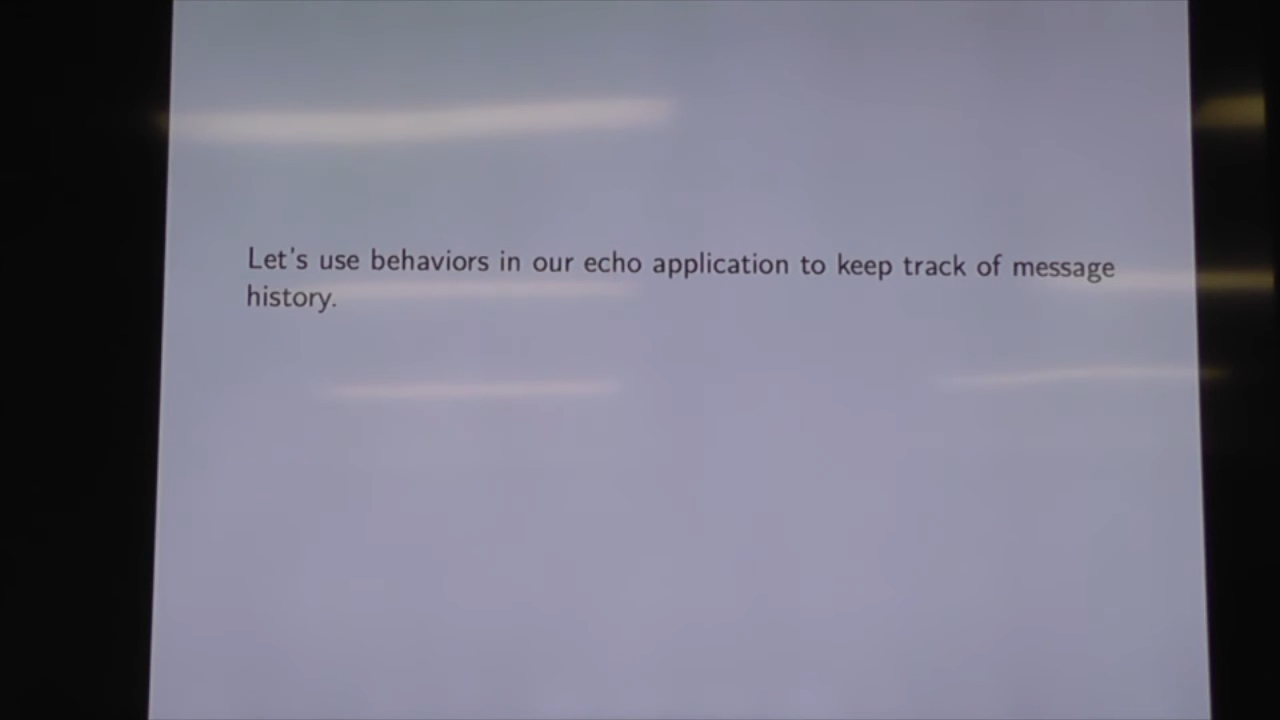 Let's use behaviors in our echo application to keep track of message
history.